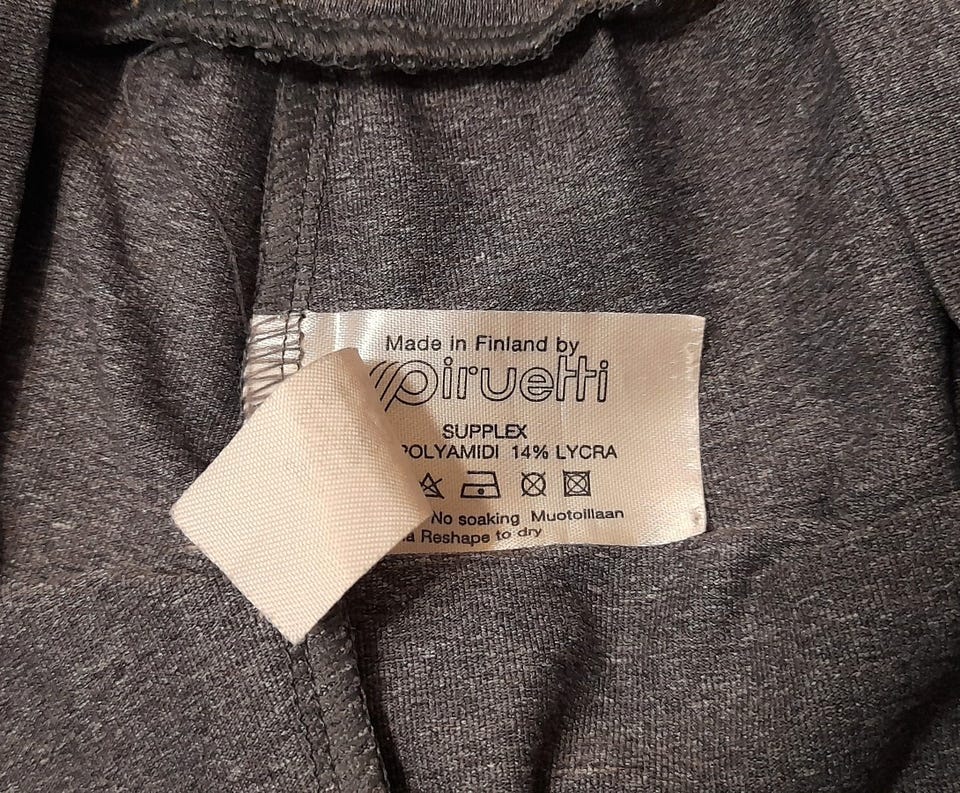 Made in Finland by
piruetti
SUPPLEX
POLYAMIDI 14% LYCRA
No soaking Muotoillaan
Reshape to dry